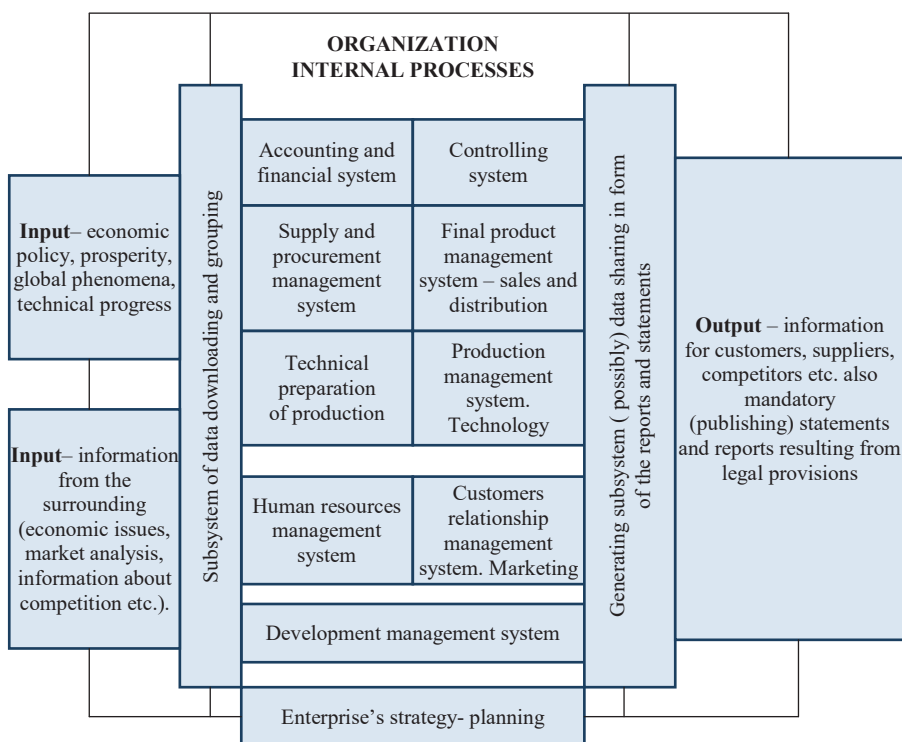 ORGANIZATION
INTERNAL PROCESSES
Input– economic
policy, prosperity,
global phenomena,
technical progress
Input– information
from the
surrounding
(economic issues,
market analysis,
information about
competition etc.).
Subsystem of data downloading and grouping
Accounting and
financial system
Controlling
system
Supply and
procurement
management
system
Final product
management
system – sales and
distribution
Technical
preparation
of production
Production
management
system.
Technology
Human resources
management
system
Customers
relationship
management
system. Marketing
Development management system
Enterprise’s strategy- planning
Generating subsystem ( possibly) data sharing in form
of the reports and statements
Output – information
for customers, suppliers,
competitors etc. also
mandatory
(publishing) statements
and reports resulting from
legal provisions